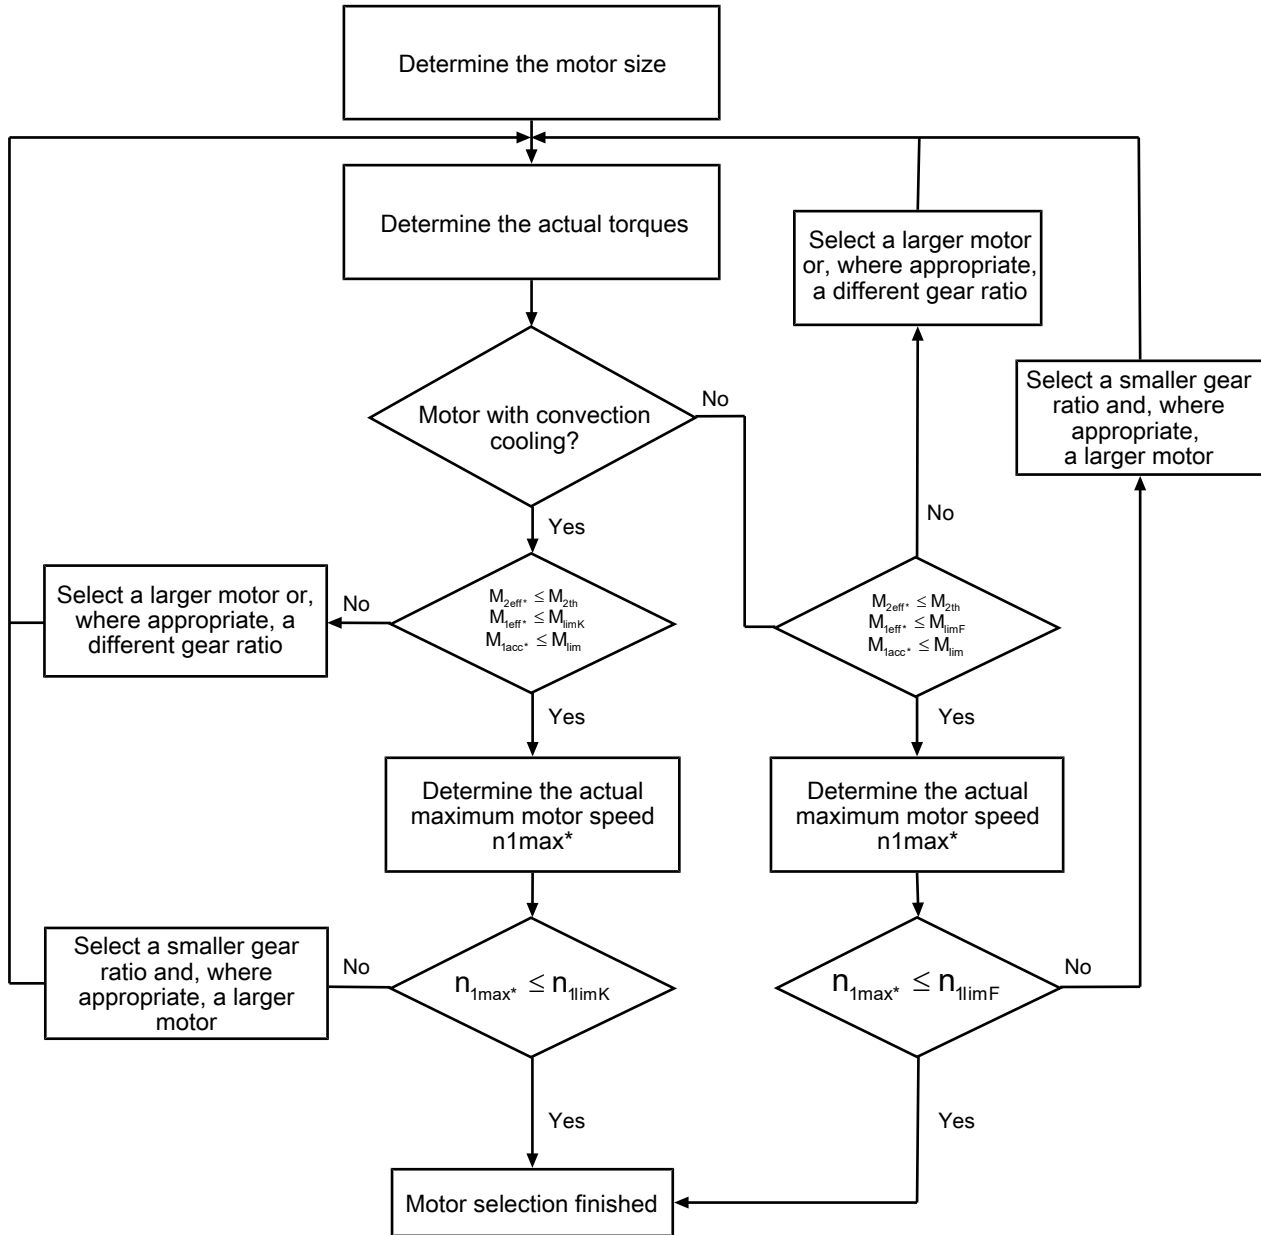 Determine the motor size
Determine the actual torques
Select a larger motor
or, where appropriate,
a different gear ratio
Select a smaller gear
ratio and, where
appropriate,
a larger motor
No
Motor with convection
cooling?
Yes
No
Select a larger motor or,
where appropriate, a
different gear ratio
No
M2eff* ≤ M2th
M1eff* ≤ MlimK
M1acc* ≤ Mlim
M2eff* ≤ M2th
M1eff* ≤ MlimF
M1acc* ≤ Mlim
Yes
Yes
Determine the actual
maximum motor speed
n1max*
Determine the actual
maximum motor speed
n1max*
Select a smaller gear
ratio and, where
appropriate, a larger
motor
No
n1max* ≤ n1limK
n1max* ≤ n1limF
No
Yes
Yes
Motor selection finished